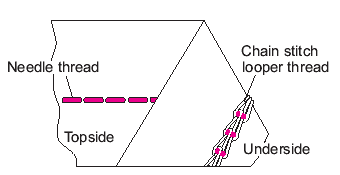 Chain stitch
looper thread
Needle thread
Topside
Underside